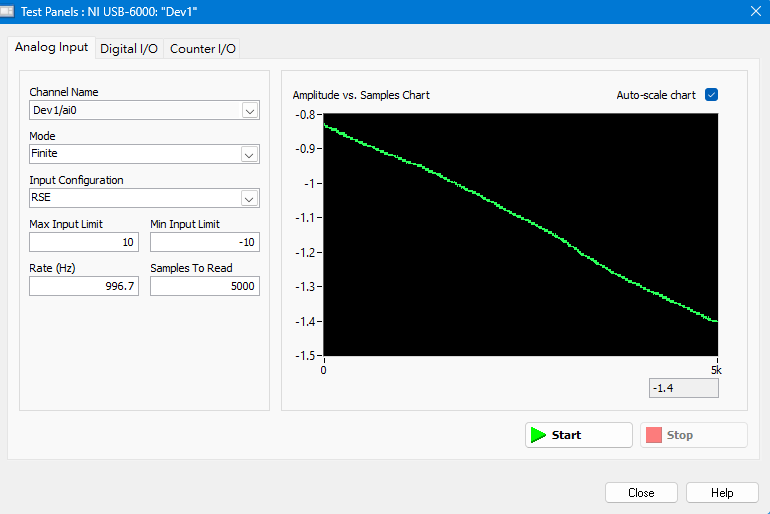 Test Panels : NI USB-6000: "Dev1"
Analog Input
Digital I/O
Counter I/O
Channel Name
Dev1/ai0
Mode
Finite
Input Configuration
RSE
Max Input Limit
Min Input Limit
10
-10
Rate (Hz)
Samples To Read
996.7
5000
Amplitude vs. Samples Chart
Auto-scale chart
-0.8
-0.9
-1
-1.1
-1.2
-1.3
-1.4
-1.5
0
5k
-1.4
Start
Stop
Close
Help